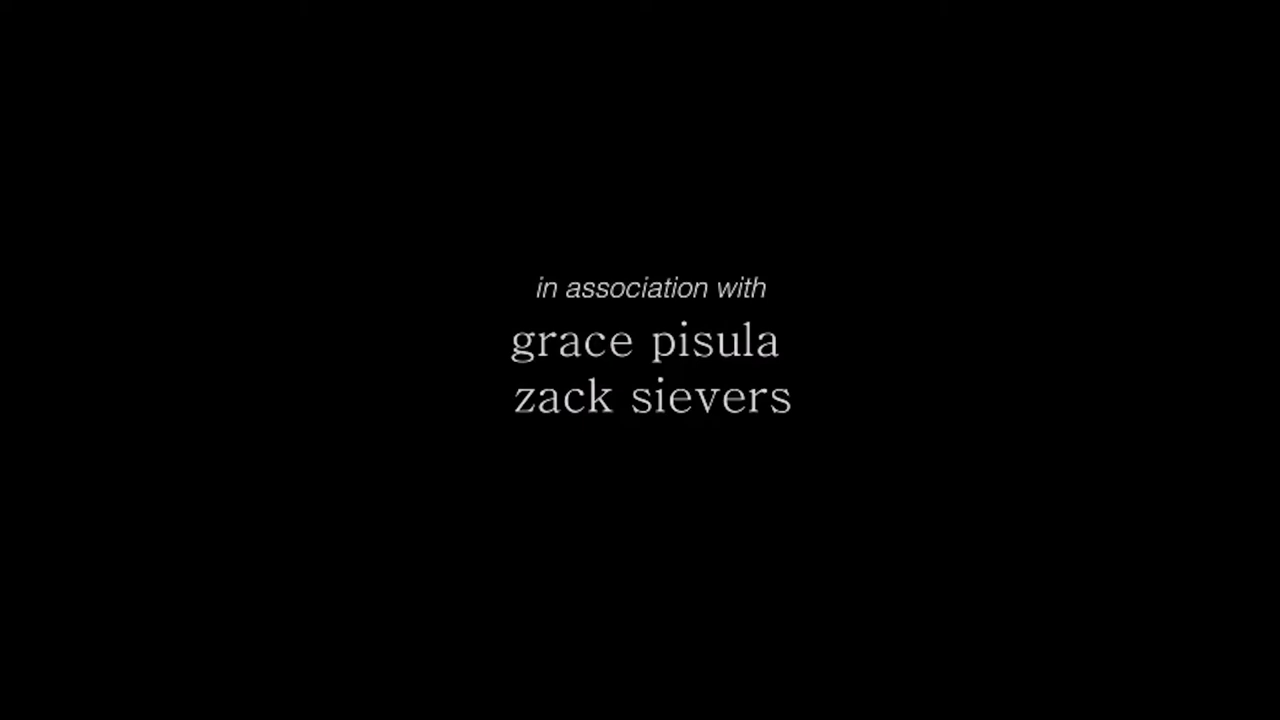 in association with
grace pisula
zack sievers